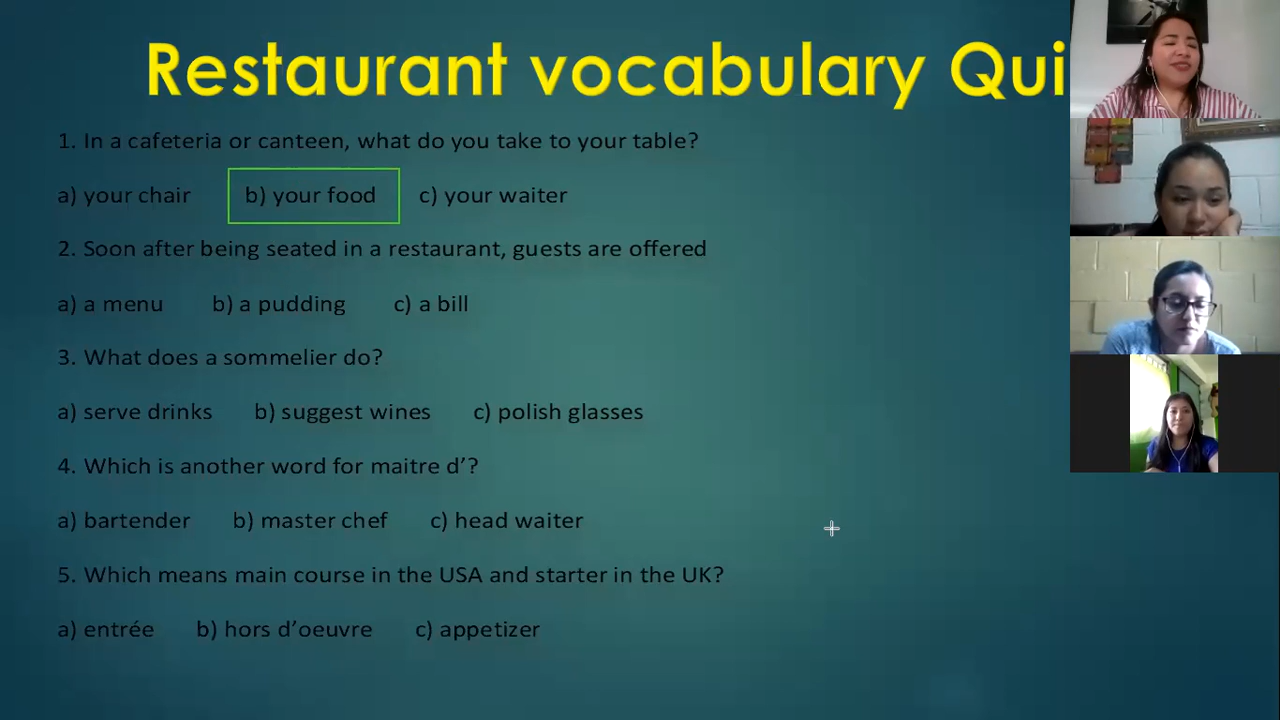 Restaurant vocabulary Qui
1. In a cafeteria or canteen, what do you take to your table?
a) your chair b) your food c) your waiter
2. Soon after being seated in a restaurant, guests are offered
a) a menu b) a pudding c) a bill
3. What does a sommelier do?
a) serve drinks b) suggest wines c) polish glasses
4. Which is another word for maitre d’?
a) bartender b) master chef c) head waiter
5. Which means main course in the USA and starter in the UK?
a) entrée b) hors d’oeuvre c) appetizer